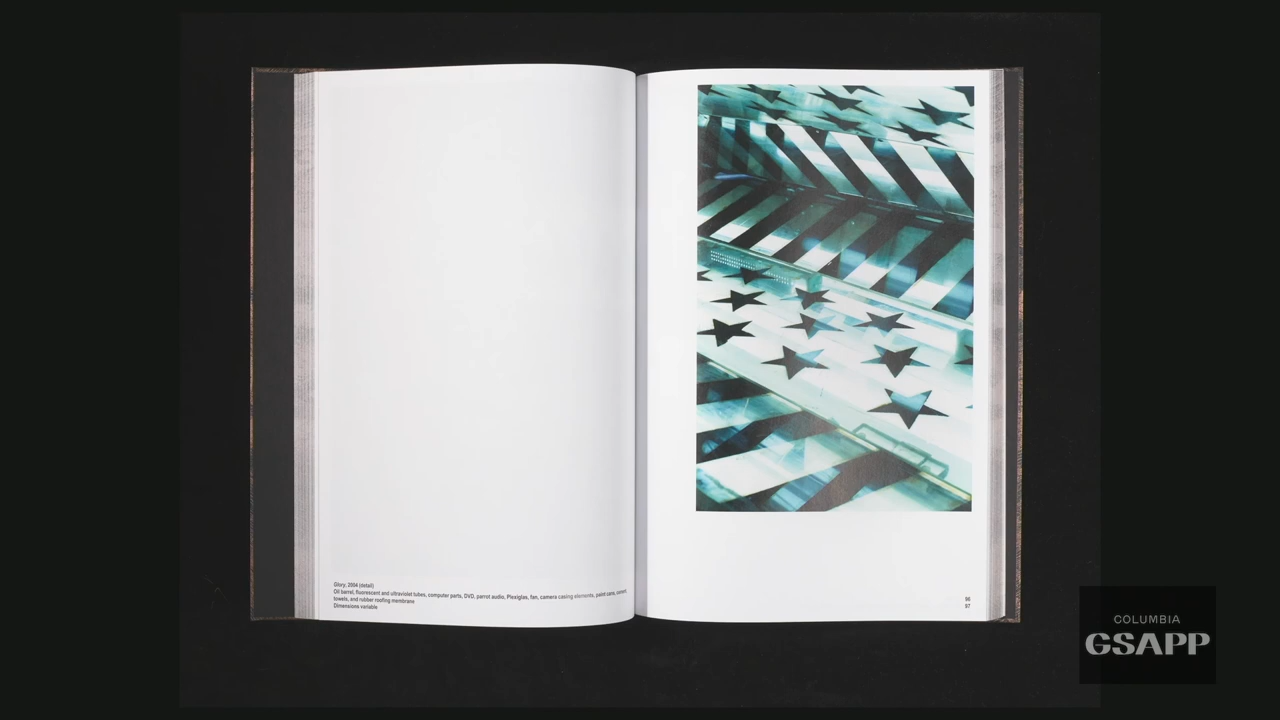 Glory, 2004 (detail)
Oil barrel, fluorescent and ultraviolet tubes, computer parts, DVD, parrot audio, Plexiglas, fan, camera casing elements, paint cans, cement,
towels, and rubber roofing membrane
Dimensions variable
96
97
COLUMBIA
GSAPP